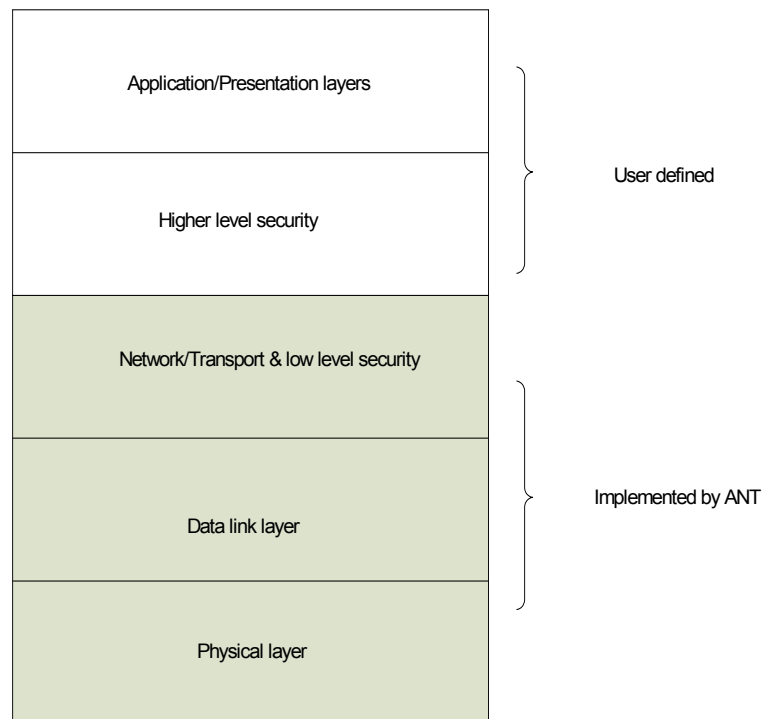 Application/Presentation layers
User defined
Higher level security
Network/Transport & low level security
Implemented by ANT
Data link layer
Physical layer